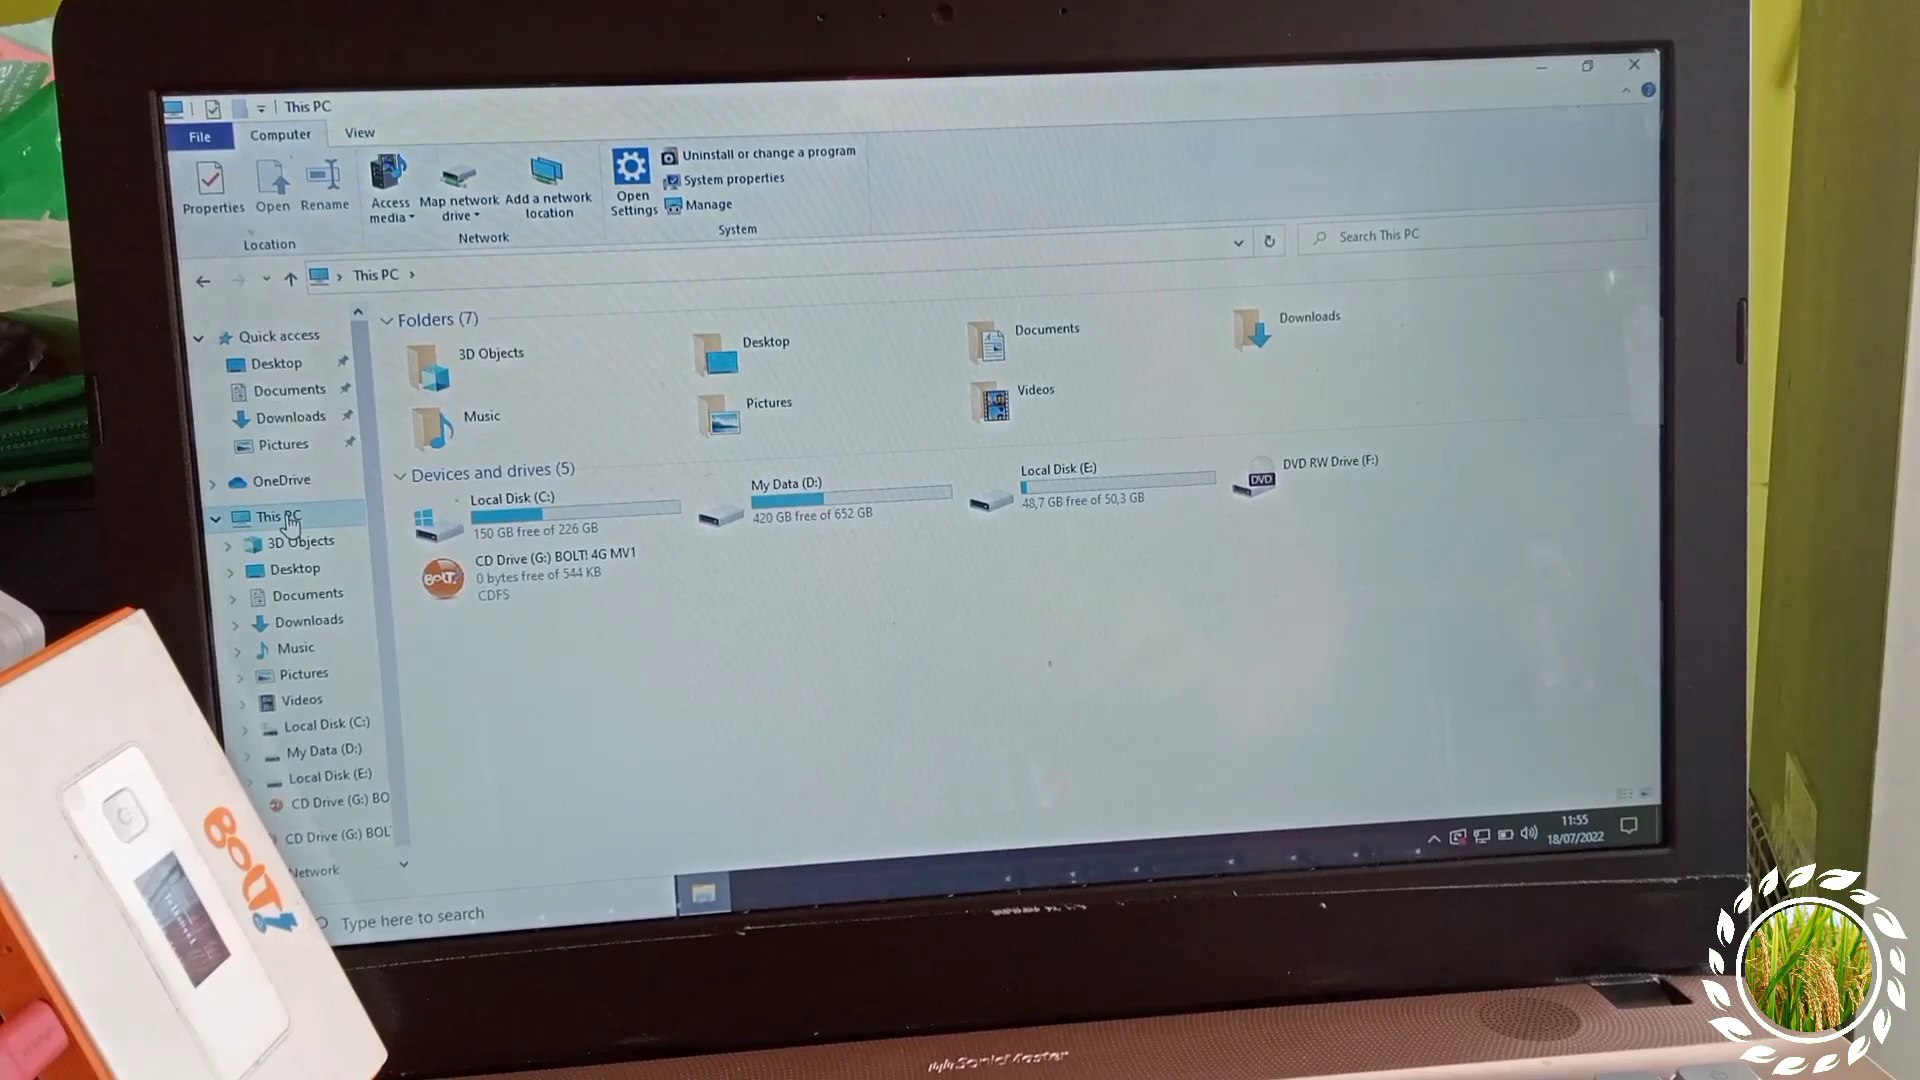 This PC
File Computer View
Properties Open Rename
Access media
Map network drive
Add a network location
Open Settings
Uninstall or change a program
System properties
Manage
Location Network System
This PC
Search This PC
Quick access
Desktop
Documents
Downloads
Pictures
OneDrive
This PC
3D Objects
Desktop
Documents
Downloads
Music
Pictures
Videos
Local Disk (C:)
My Data (D:)
Local Disk (E:)
CD Drive (G:) BO
CD Drive (G:) BOL
Network
Folders (7)
3D Objects
Desktop
Documents
Downloads
Music
Pictures
Videos
Devices and drives (5)
Local Disk (C:)
150 GB free of 226 GB
My Data (D:)
420 GB free of 652 GB
Local Disk (E:)
48,7 GB free of 50,3 GB
DVD
DVD RW Drive (F:)
BOLT!
CD Drive (G:) BOLT! 4G MV1
0 bytes free of 544 KB
CDFS
Type here to search
11:55
18/07/2022
BOLT!
SonicMaster